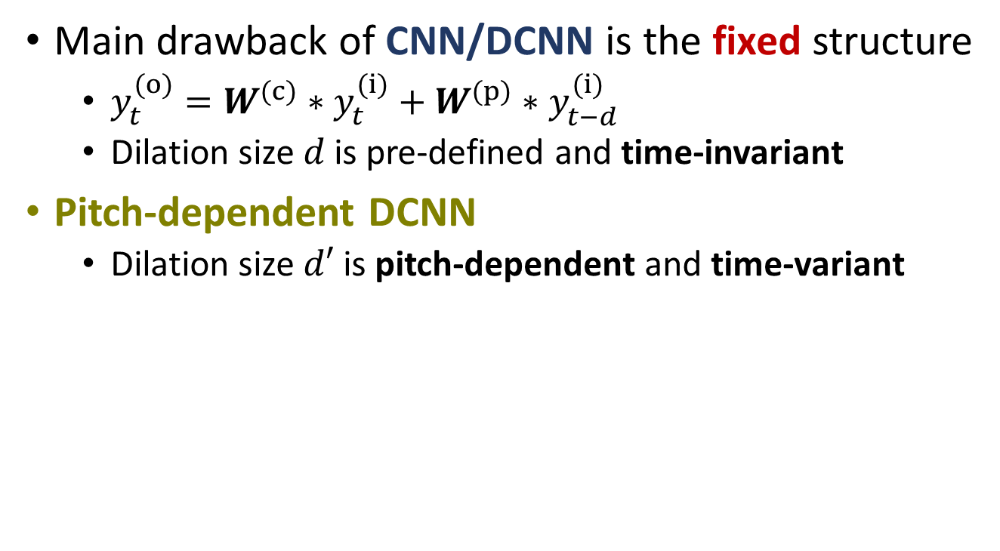 • Main drawback of CNN/DCNN is the fixed structure
• $y_t^{(\mathrm{o})} = \boldsymbol{W}^{(\mathrm{c})} * y_t^{(\mathrm{i})} + \boldsymbol{W}^{(\mathrm{p})} * y_{t-d}^{(\mathrm{i})}$
• Dilation size $d$ is pre-defined and time-invariant
• Pitch-dependent DCNN
• Dilation size $d'$ is pitch-dependent and time-variant